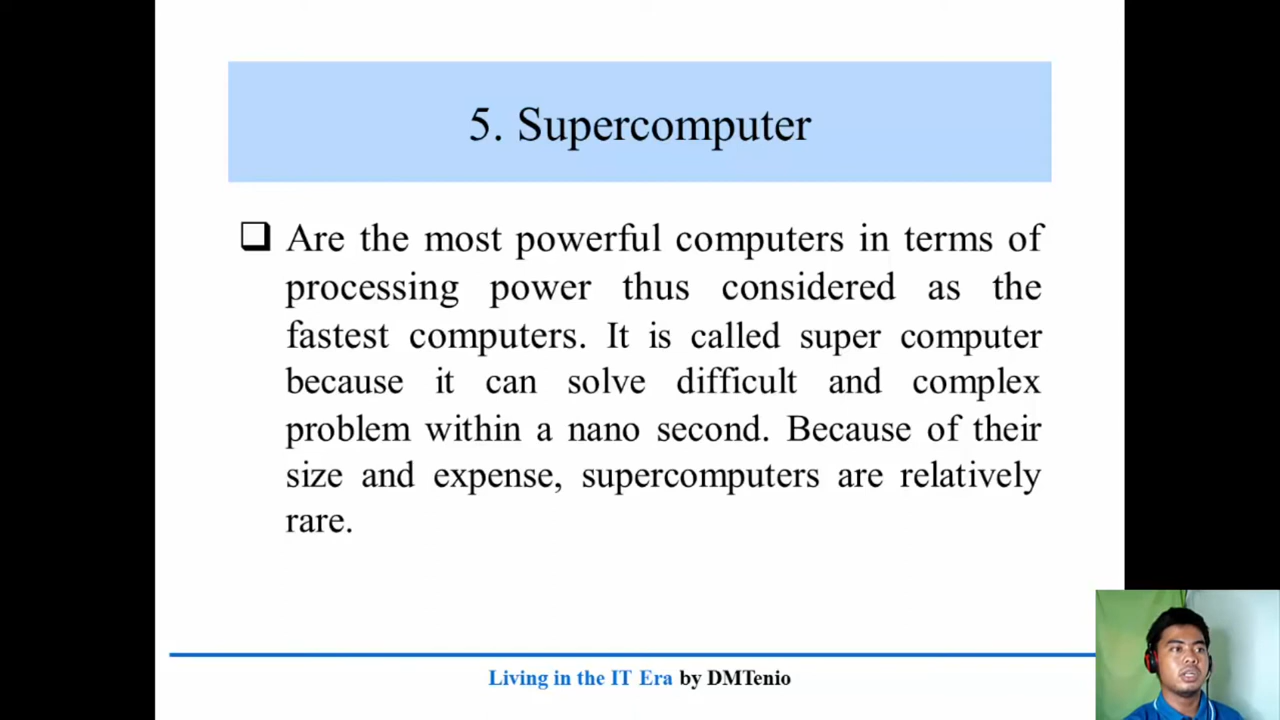 5. Supercomputer
❑ Are the most powerful computers in terms of
processing power thus considered as the
fastest computers. It is called super computer
because it can solve difficult and complex
problem within a nano second. Because of their
size and expense, supercomputers are relatively
rare.
Living in the IT Era by DMTenio